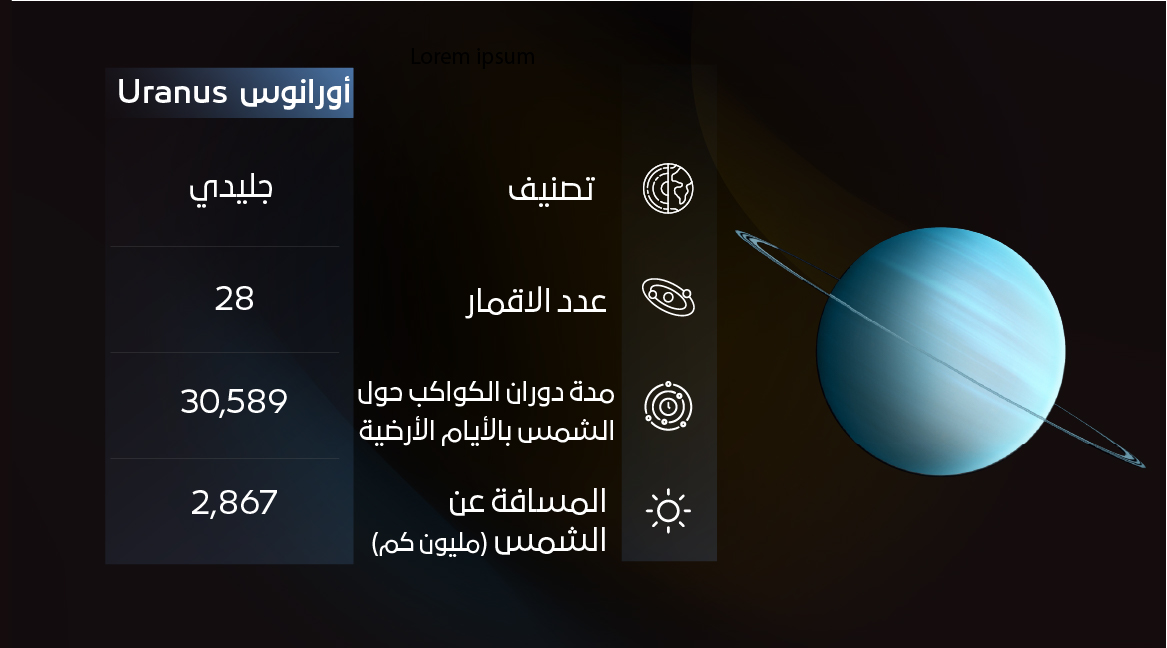 Lorem ipsum
أورانوس Uranus
تصنيف
جليدي
عدد الاقمار
28
مدة دوران الكواكب حول
الشمس بالأيام الأرضية
30,589
المسافة عن
الشمس (مليون كم)
2,867